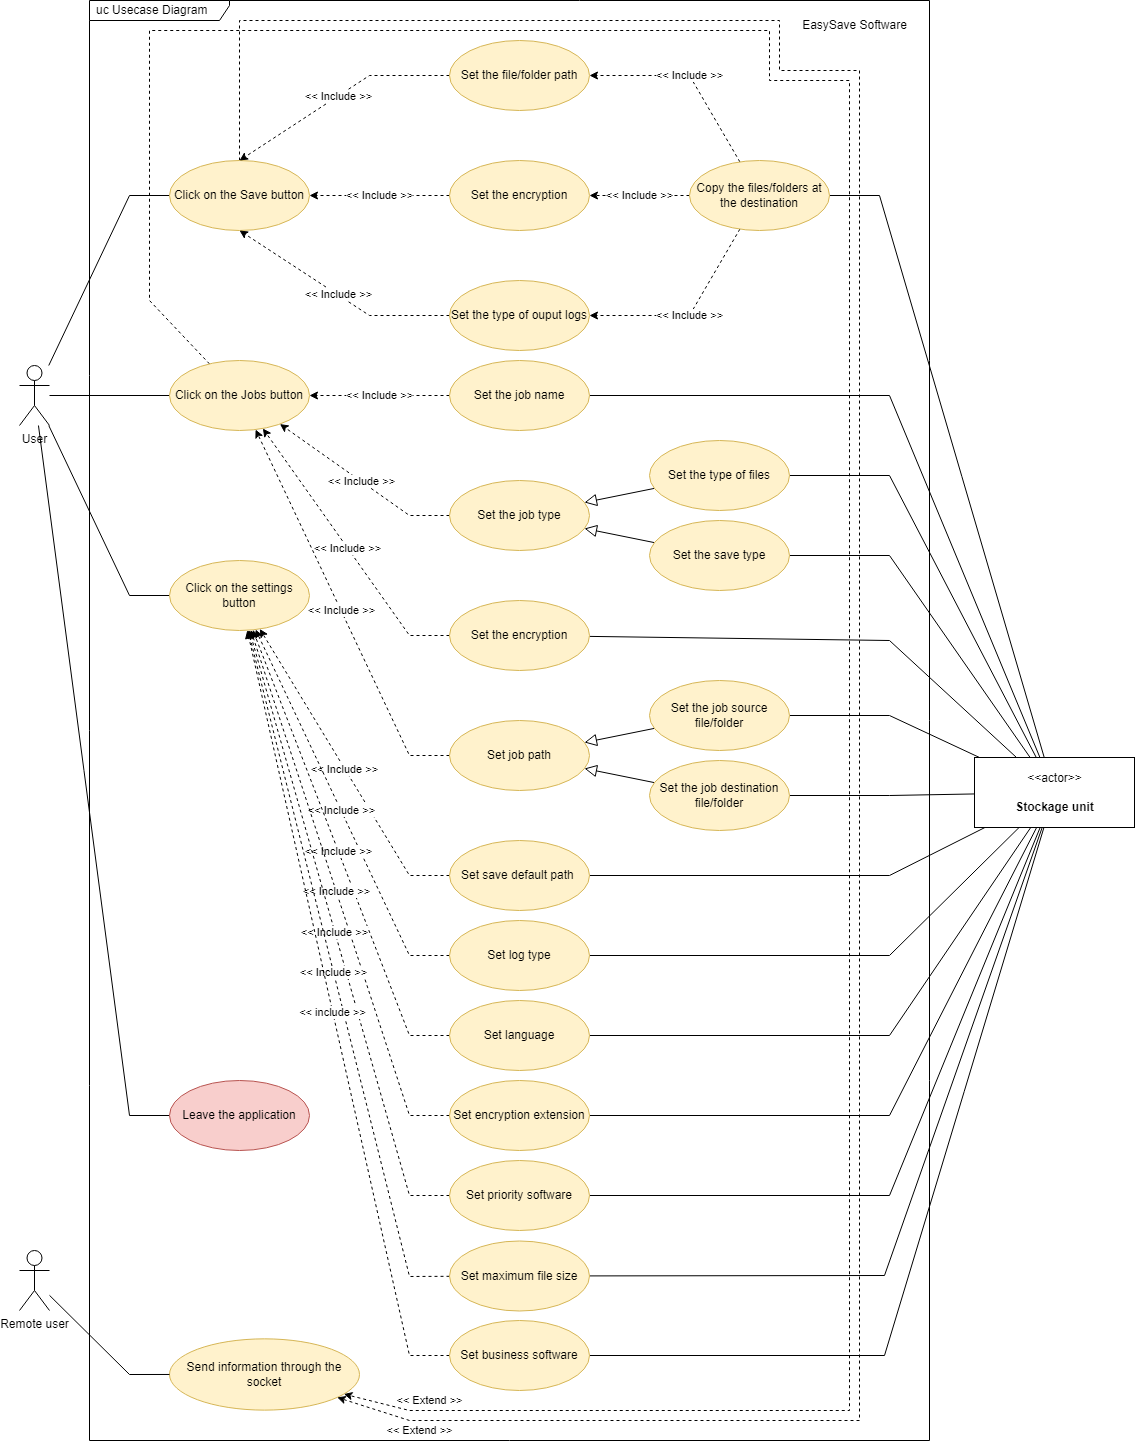 uc Usecase Diagram
EasySave Software
Set the file/folder path
<< Include >>
<< Include >>
Click on the Save button
<< Include >>
Set the encryption
<< Include >>
Copy the files/folders at
the destination
<< Include >>
Set the type of ouput logs
<< Include >>
User
Click on the Jobs button
<< Include >>
Set the job name
Set the type of files
<< Include >>
Set the job type
Set the save type
<< Include >>
Click on the settings
button
<< Include >>
Set the encryption
Set the job source
file/folder
Set job path
<< Include >>
Set the job destination
file/folder
<<actor>>
Stockage unit
<< Include >>
<< Include >>
Set save default path
<< Include >>
<< Include >>
Set log type
<< Include >>
<< include >>
Set language
Leave the application
Set encryption extension
Set priority software
Remote user
Set maximum file size
Send information through the
socket
Set business software
<< Extend >>
<< Extend >>